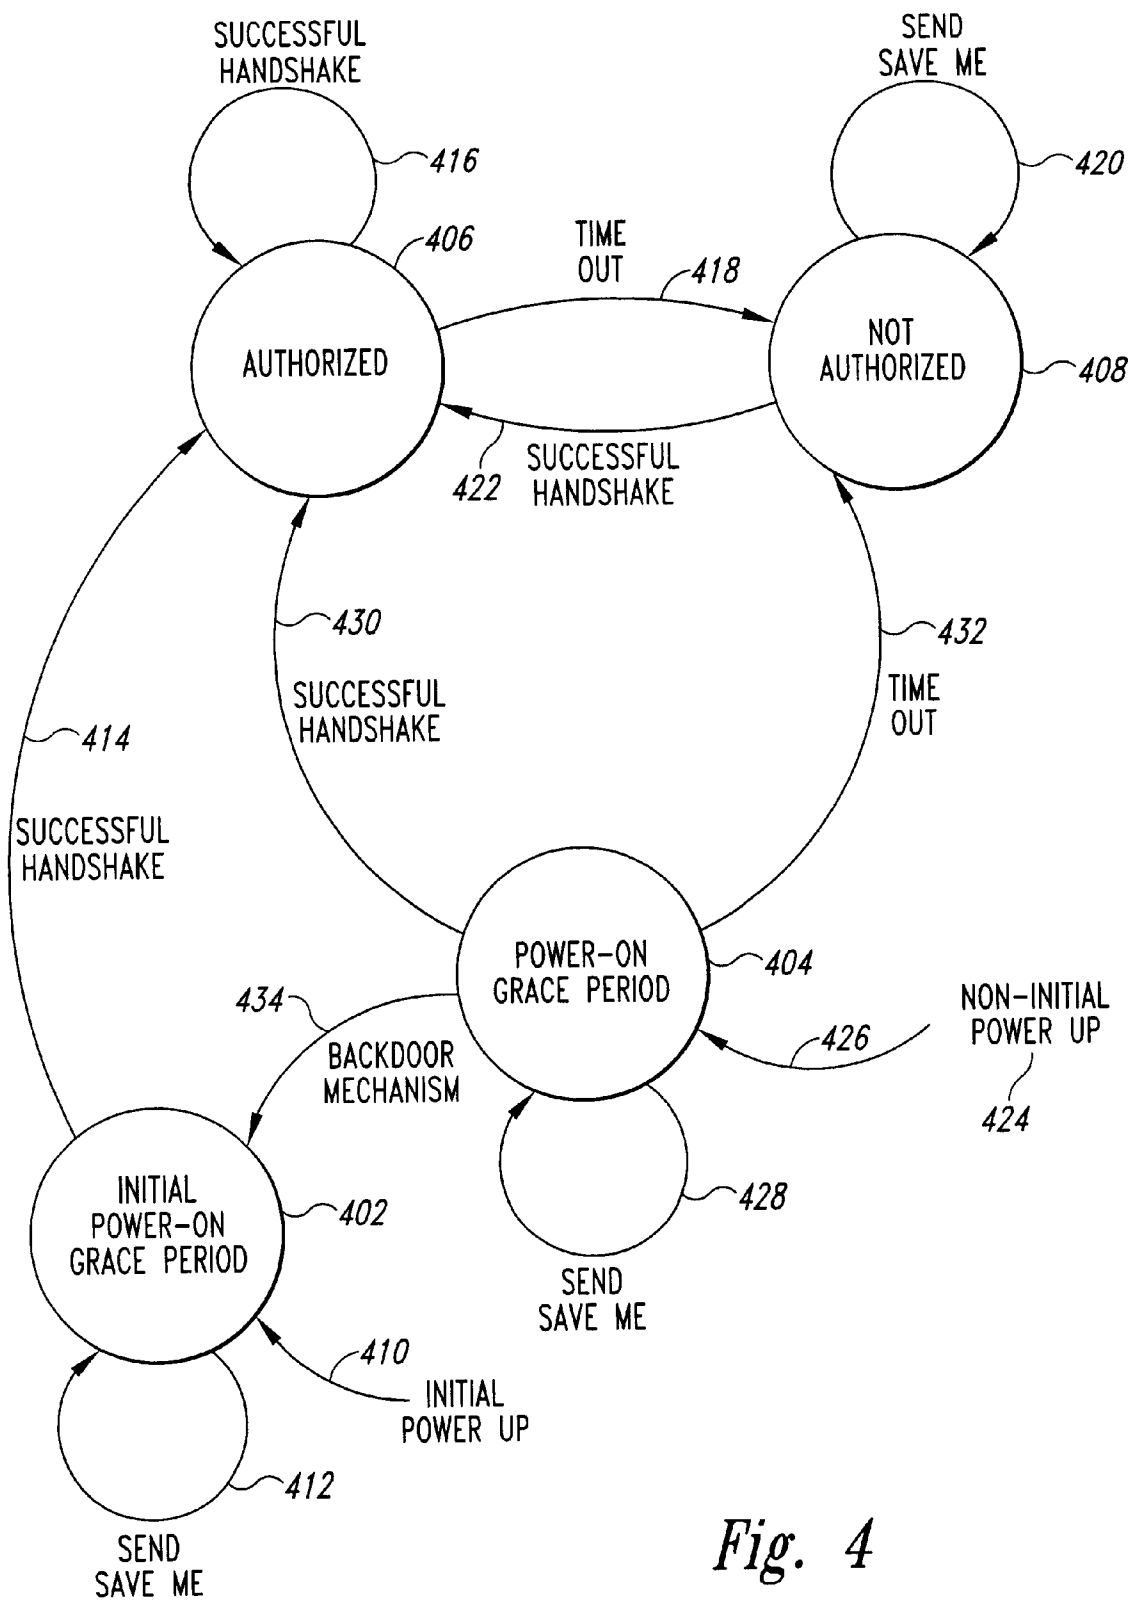 SUCCESSFUL
HANDSHAKE
416
SEND
SAVE ME
420
406
TIME
OUT
418
AUTHORIZED
NOT
AUTHORIZED
408
422
SUCCESSFUL
HANDSHAKE
430
432
SUCCESSFUL
HANDSHAKE
TIME
OUT
414
SUCCESSFUL
HANDSHAKE
POWER-ON
GRACE PERIOD
404
434
BACKDOOR
MECHANISM
426
NON-INITIAL
POWER UP
424
INITIAL
POWER-ON
GRACE PERIOD
402
428
SEND
SAVE ME
410
INITIAL
POWER UP
412
SEND
SAVE ME
Fig. 4